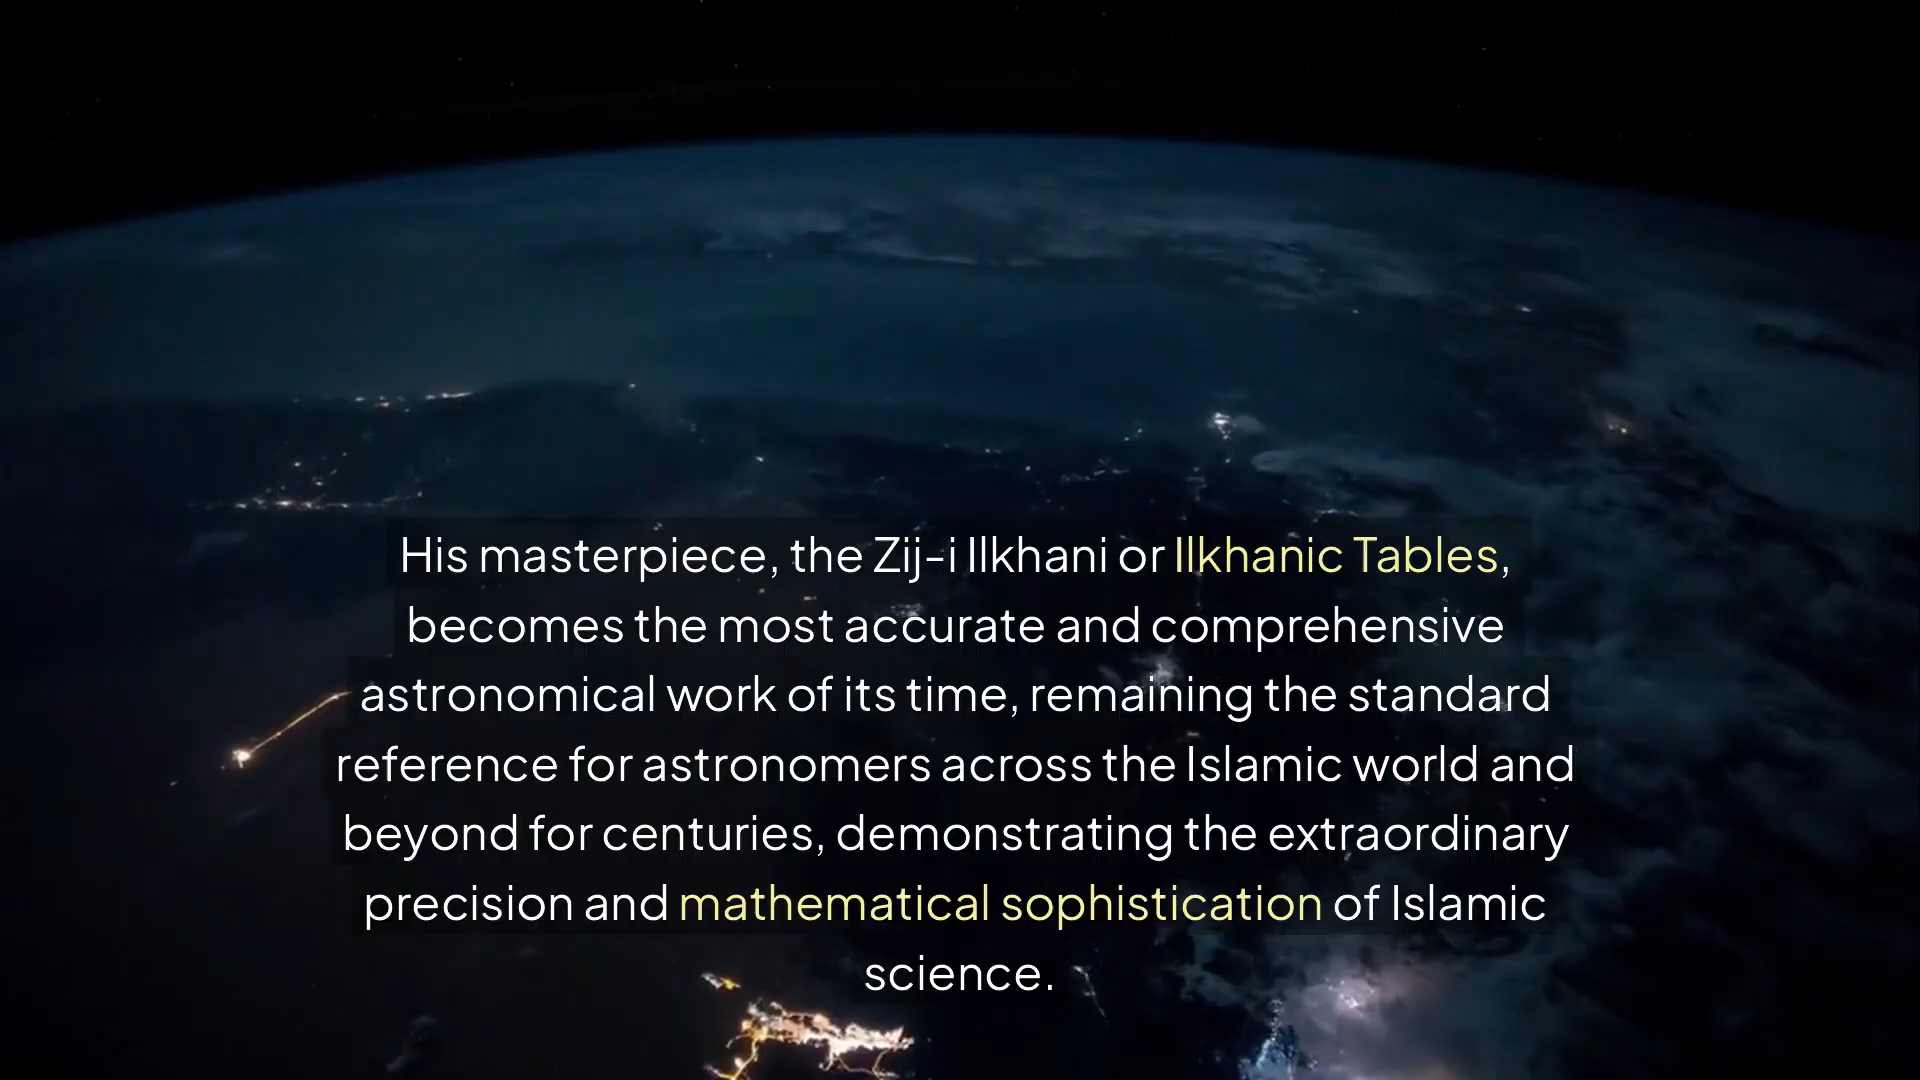 His masterpiece, the Zij-i Ilkhani or Ilkhanic Tables,
becomes the most accurate and comprehensive
astronomical work of its time, remaining the standard
reference for astronomers across the Islamic world and
beyond for centuries, demonstrating the extraordinary
precision and mathematical sophistication of Islamic
science.